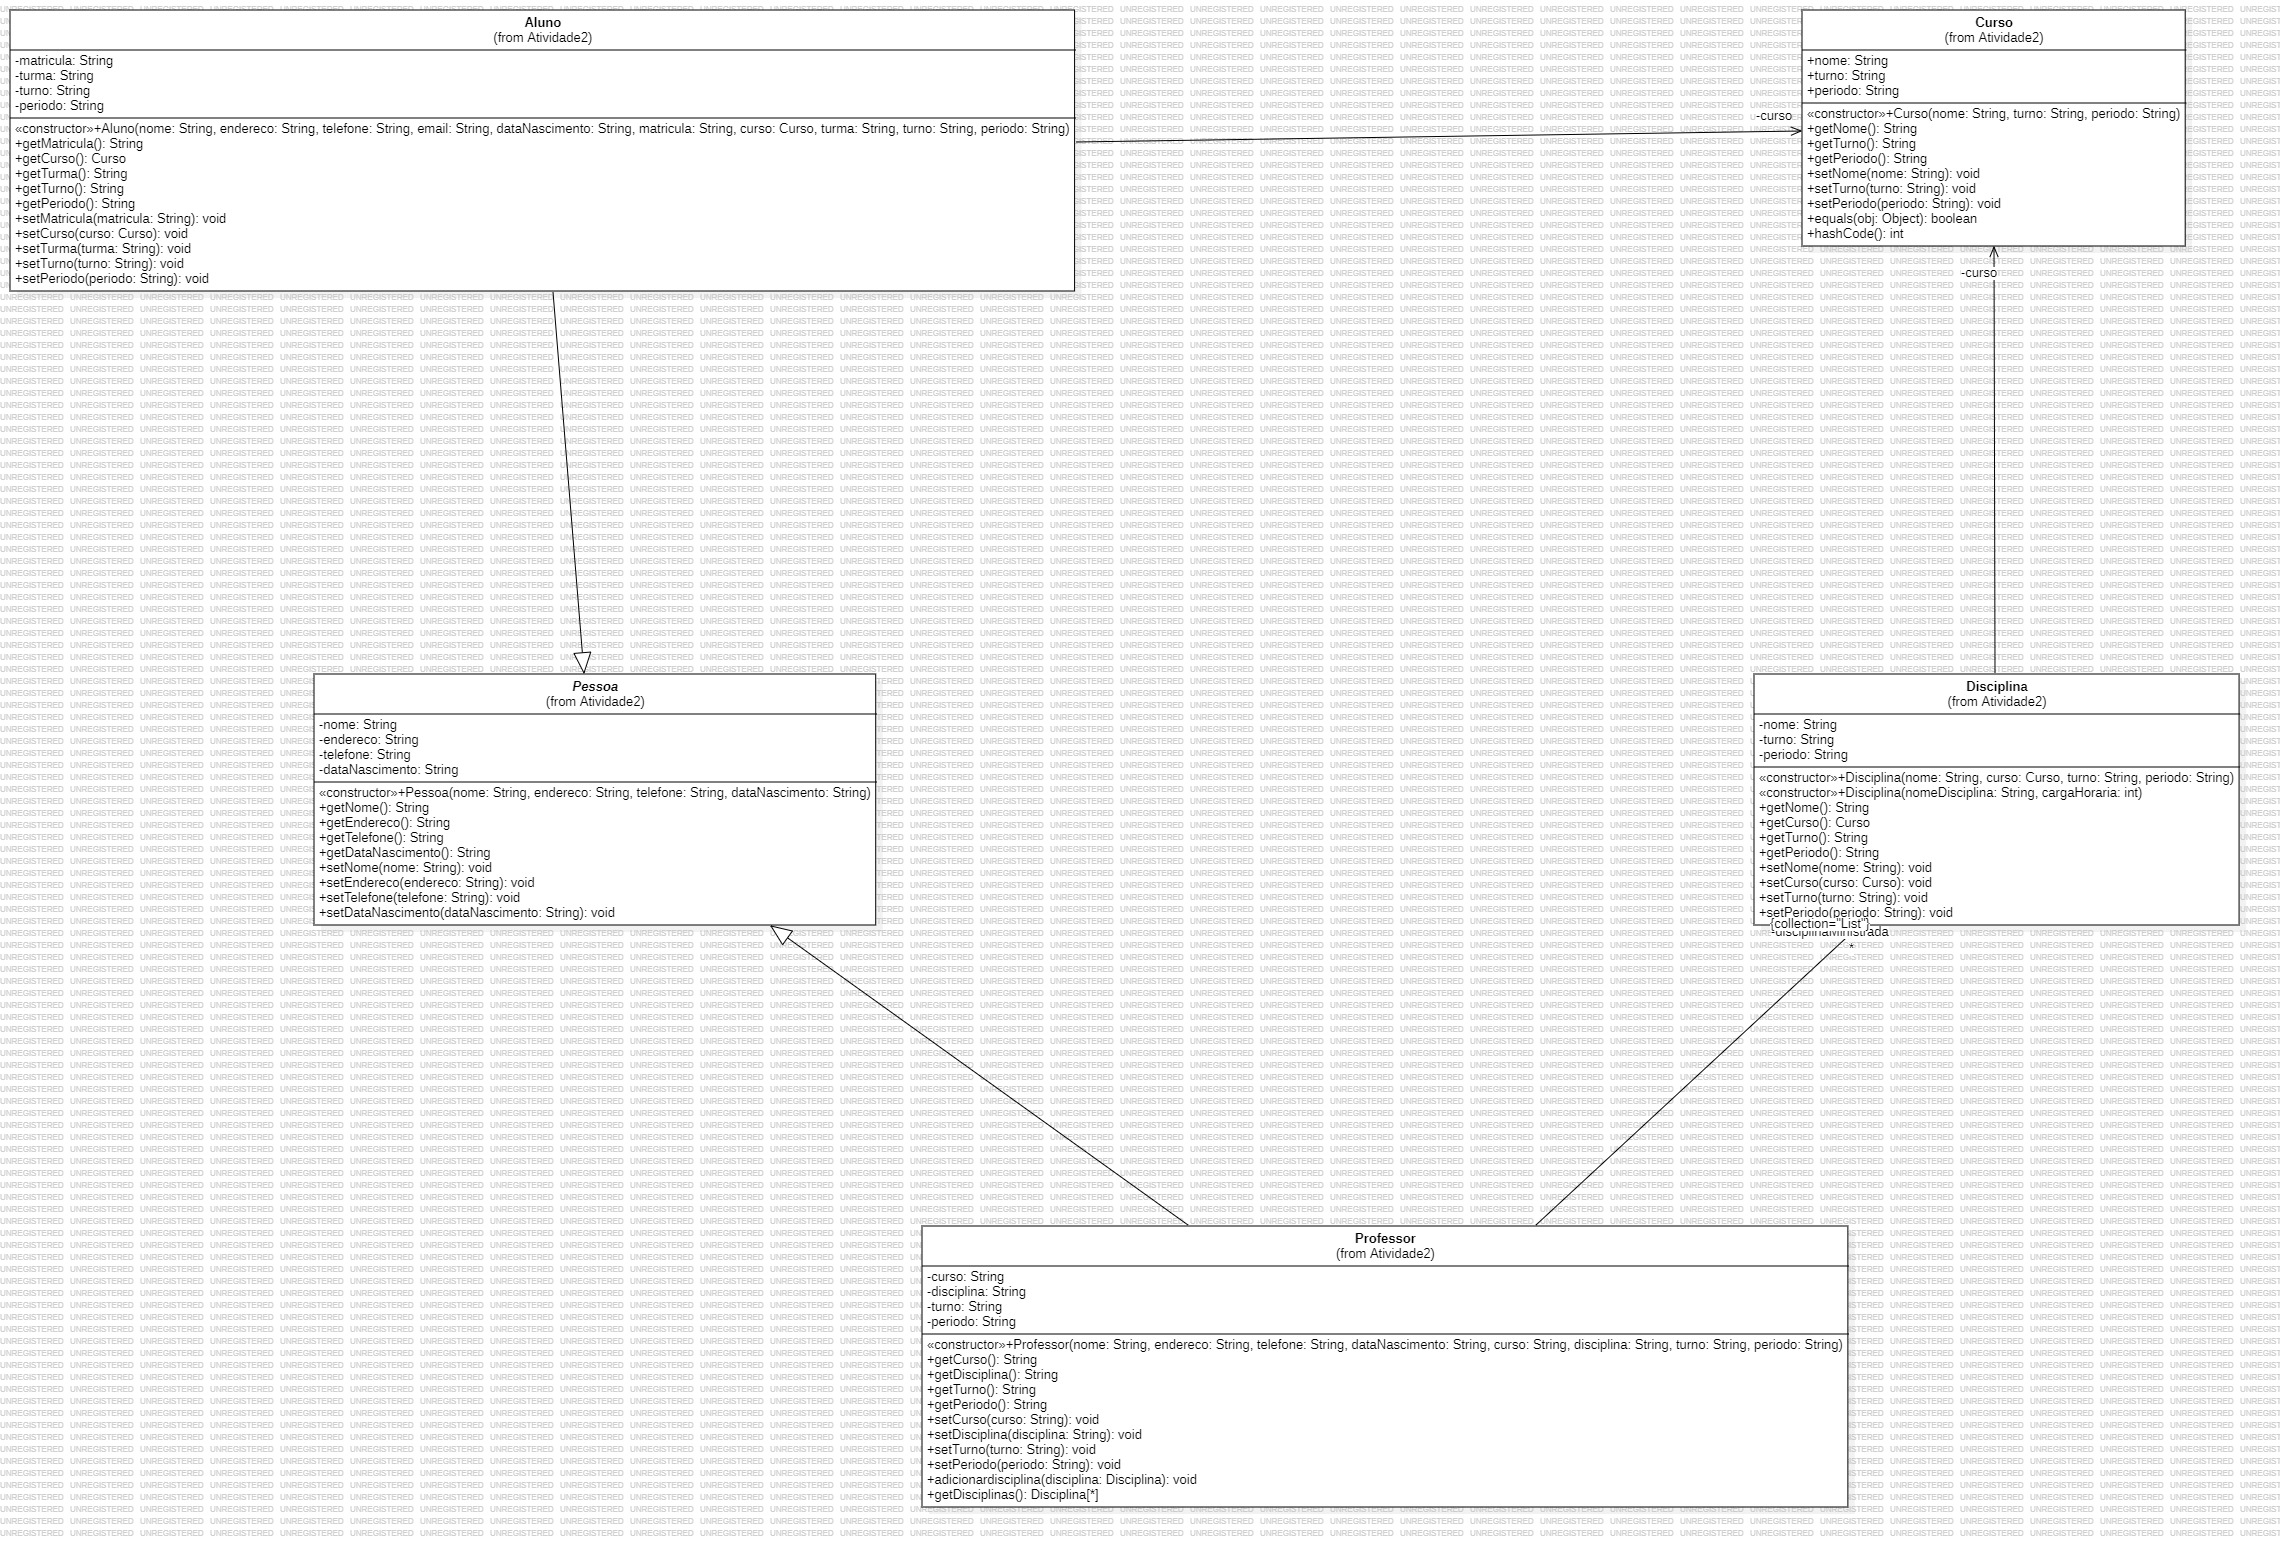 Aluno
(from Atividade2)
-matricula: String
-turma: String
-turno: String
-periodo: String
«constructor»+Aluno(nome: String, endereco: String, telefone: String, email: String, dataNascimento: String, matricula: String, curso: Curso, turma: String, turno: String, periodo: String)
+getMatricula(): String
+getCurso(): Curso
+getTurma(): String
+getTurno(): String
+getPeriodo(): String
+setMatricula(matricula: String): void
+setCurso(curso: Curso): void
+setTurma(turma: String): void
+setTurno(turno: String): void
+setPeriodo(periodo: String): void
-curso
Curso
(from Atividade2)
+nome: String
+turno: String
+periodo: String
«constructor»+Curso(nome: String, turno: String, periodo: String)
+getNome(): String
+getTurno(): String
+getPeriodo(): String
+setNome(nome: String): void
+setTurno(turno: String): void
+setPeriodo(periodo: String): void
+equals(obj: Object): boolean
+hashCode(): int
-curso
Pessoa
(from Atividade2)
-nome: String
-endereco: String
-telefone: String
-dataNascimento: String
«constructor»+Pessoa(nome: String, endereco: String, telefone: String, dataNascimento: String)
+getNome(): String
+getEndereco(): String
+getTelefone(): String
+getDataNascimento(): String
+setNome(nome: String): void
+setEndereco(endereco: String): void
+setTelefone(telefone: String): void
+setDataNascimento(dataNascimento: String): void
Disciplina
(from Atividade2)
-nome: String
-turno: String
-periodo: String
«constructor»+Disciplina(nome: String, curso: Curso, turno: String, periodo: String)
«constructor»+Disciplina(nomeDisciplina: String, cargaHoraria: int)
+getNome(): String
+getCurso(): Curso
+getTurno(): String
+getPeriodo(): String
+setNome(nome: String): void
+setCurso(curso: Curso): void
+setTurno(turno: String): void
+setPeriodo(periodo: String): void
{collection="List"}
-disciplinaMinistrada
*
Professor
(from Atividade2)
-curso: String
-disciplina: String
-turno: String
-periodo: String
«constructor»+Professor(nome: String, endereco: String, telefone: String, dataNascimento: String, curso: String, disciplina: String, turno: String, periodo: String)
+getCurso(): String
+getDisciplina(): String
+getTurno(): String
+getPeriodo(): String
+setCurso(curso: String): void
+setDisciplina(disciplina: String): void
+setTurno(turno: String): void
+setPeriodo(periodo: String): void
+adicionardisciplina(disciplina: Disciplina): void
+getDisciplinas(): Disciplina[*]
UNREGISTERED